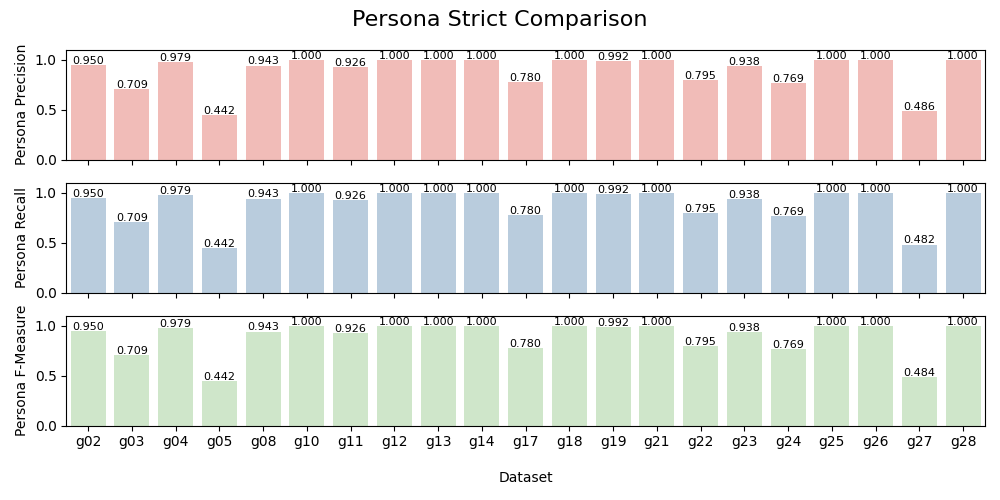 Persona Strict Comparison
Persona Precision
1.0
0.5
0.0
0.950 0.709 0.979 0.442 0.943 1.000 0.926 1.000 1.000 1.000 0.780 1.000 0.992 1.000 0.795 0.938 0.769 1.000 1.000 0.486 1.000
Persona Recall
1.0
0.5
0.0
0.950 0.709 0.979 0.442 0.943 1.000 0.926 1.000 1.000 1.000 0.780 1.000 0.992 1.000 0.795 0.938 0.769 1.000 1.000 0.482 1.000
Persona F-Measure
1.0
0.5
0.0
0.950 0.709 0.979 0.442 0.943 1.000 0.926 1.000 1.000 1.000 0.780 1.000 0.992 1.000 0.795 0.938 0.769 1.000 1.000 0.484 1.000
g02 g03 g04 g05 g08 g10 g11 g12 g13 g14 g17 g18 g19 g21 g22 g23 g24 g25 g26 g27 g28
Dataset